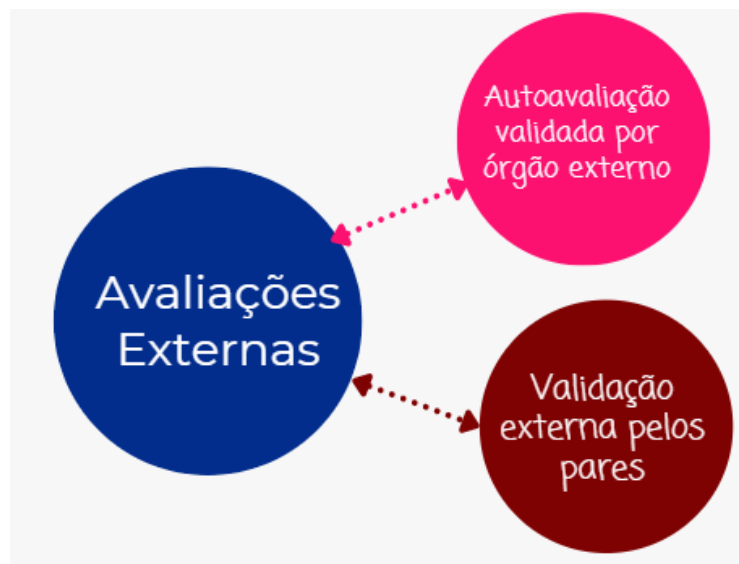 Autoavaliação
validada por
órgão externo
Avaliações
Externas
Validação
externa pelos
pares